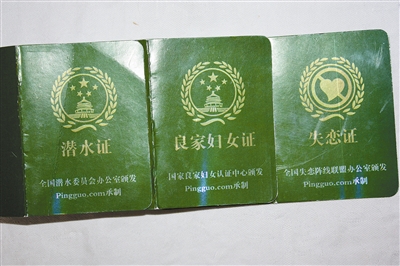 潜水证
全国潜水委员会办公室颁发
Pingguo.com承制
良家妇女证
国家良家妇女认证中心颁发
Pingguo.com承制
失恋证
全国失恋阵线联盟办公室颁发
Pingguo.com承制